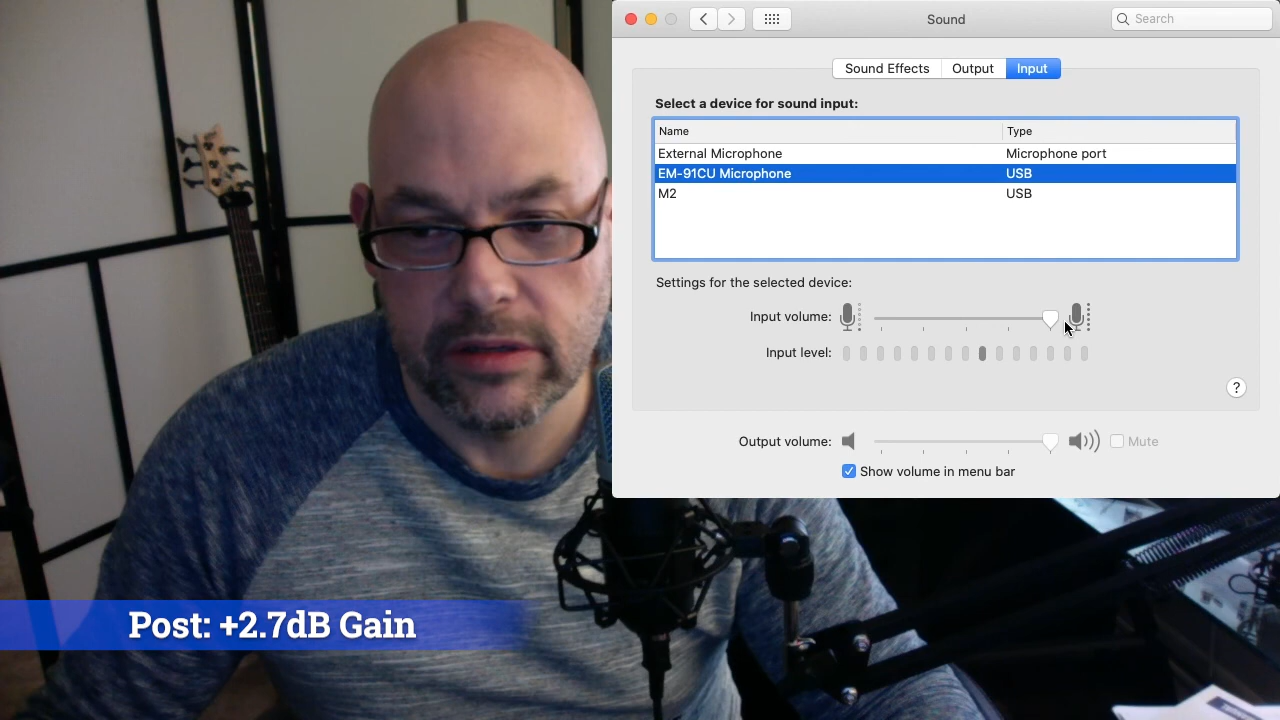 Sound
Search
Sound Effects Output Input
Select a device for sound input:
Name Type
External Microphone Microphone port
EM-91CU Microphone USB
M2 USB
Settings for the selected device:
Input volume:
Input level:
?
Output volume: Mute
Show volume in menu bar
Post: +2.7dB Gain